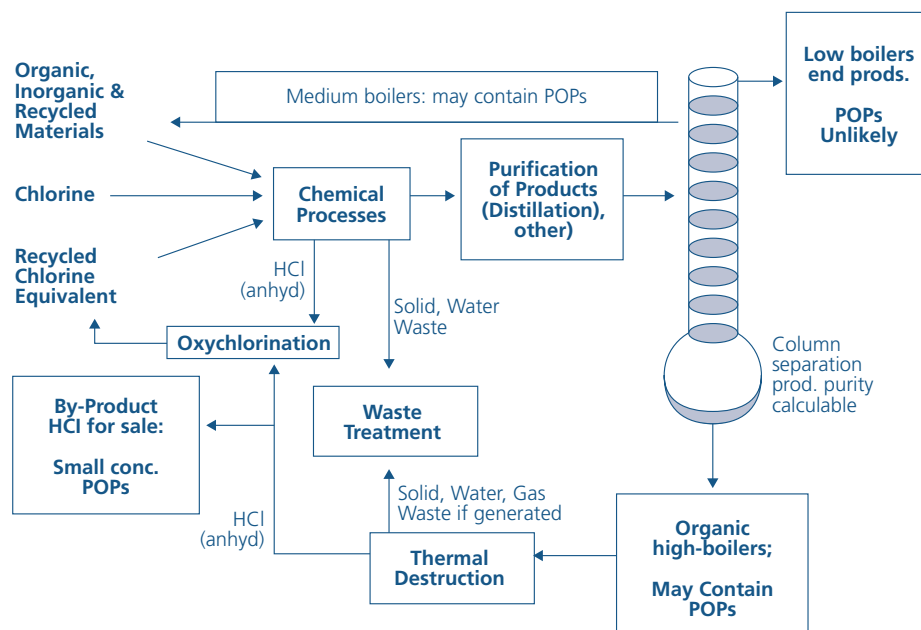 Organic,
Inorganic &
Recycled
Materials
Medium boilers: may contain POPs
Low boilers
end prods.
POPs
Unlikely
Chlorine
Chemical
Processes
Purification
of Products
(Distillation),
other)
Recycled
Chlorine
Equivalent
HCl
(anhyd)
Solid, Water
Waste
Oxychlorination
Column
separation
prod. purity
calculable
By-Product
HCl for sale:
Small conc.
POPs
Waste
Treatment
HCl
(anhyd)
Solid, Water, Gas
Waste if generated
Thermal
Destruction
Organic
high-boilers;
May Contain
POPs